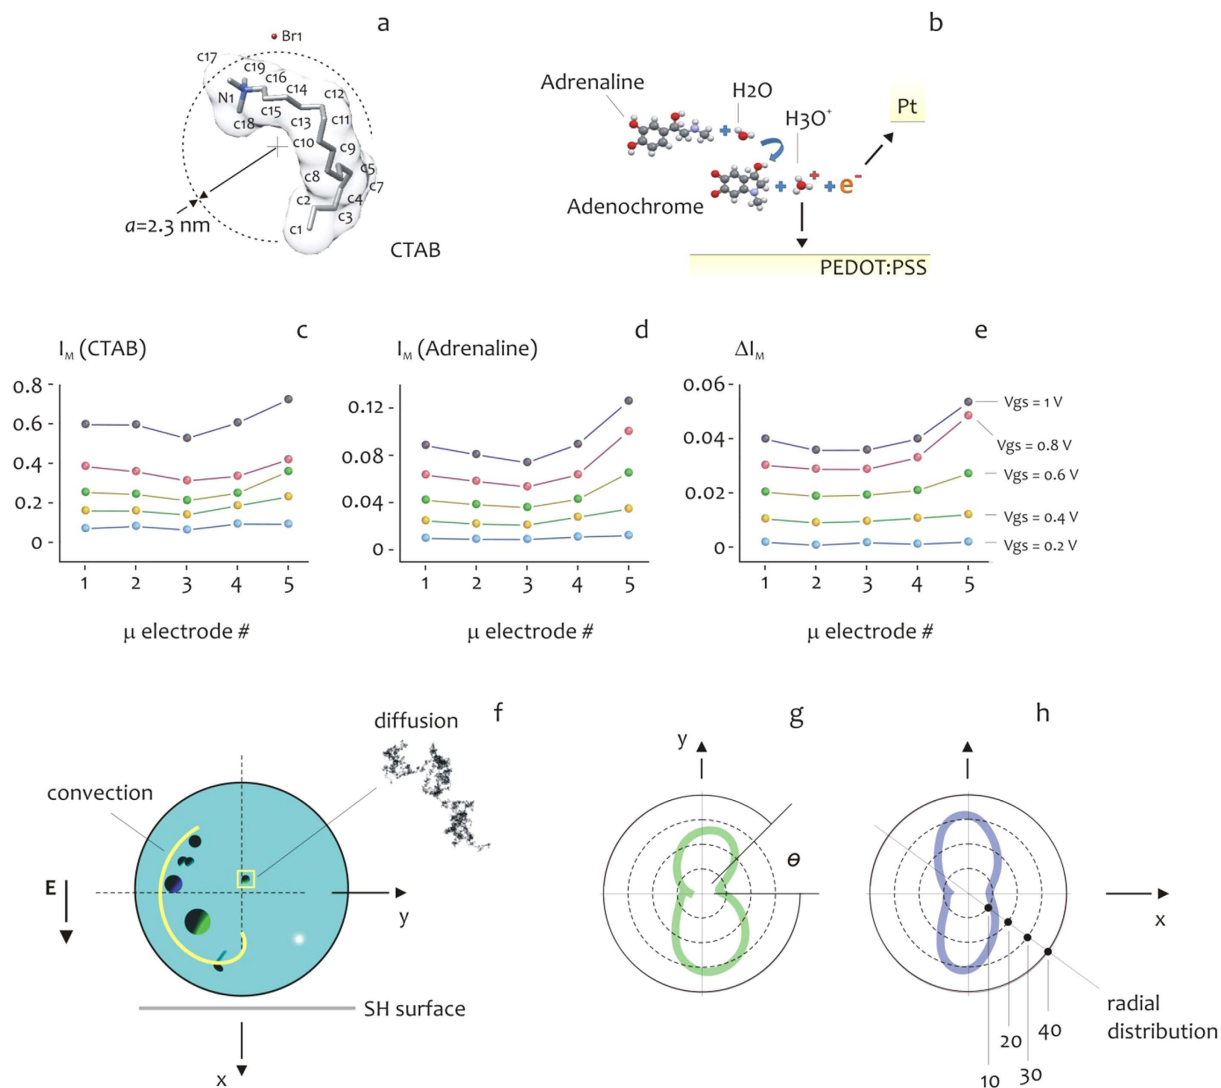 a
Br1
c17
c19
c16
c14
c12
N1
c15
c13
c11
c18
c10
c9
c8
c5
c7
c2
c4
c3
c1
a=2.3 nm
CTAB
b
Adrenaline
H2O
H3O⁺
Pt
e⁻
Adenochrome
PEDOT:PSS
c
I_M (CTAB)
0.8
0.6
0.4
0.2
0
1 2 3 4 5
μ electrode #
d
I_M (Adrenaline)
0.12
0.08
0.04
0
1 2 3 4 5
μ electrode #
e
ΔI_M
0.06
0.04
0.02
0
Vgs = 1 V
Vgs = 0.8 V
Vgs = 0.6 V
Vgs = 0.4 V
Vgs = 0.2 V
1 2 3 4 5
μ electrode #
f
diffusion
convection
E
y
SH surface
x
g
y
θ
h
x
radial
distribution
10
20
30
40